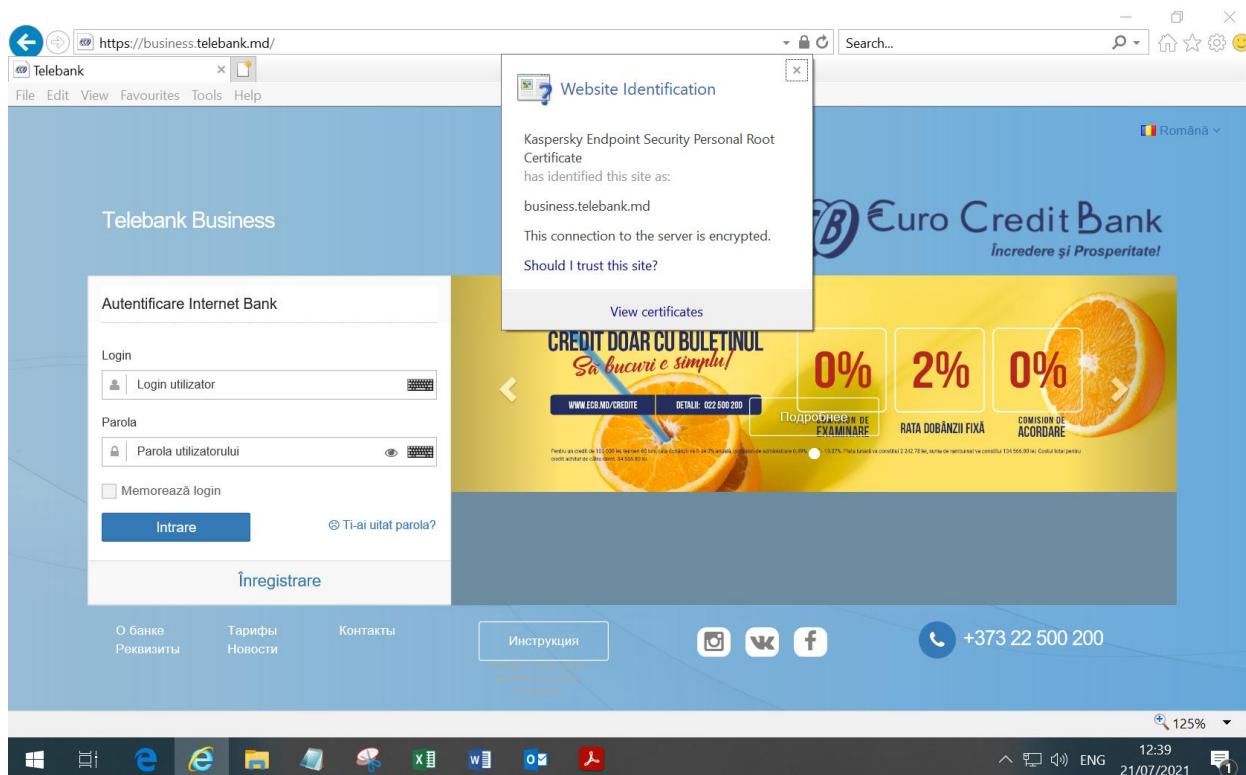 https://business.telebank.md/
Search...
Telebank
File Edit View Favourites Tools Help
Website Identification
Kaspersky Endpoint Security Personal Root
Certificate
has identified this site as:
business.telebank.md
This connection to the server is encrypted.
Should I trust this site?
View certificates
Română
Telebank Business
€uro Credit Bank
Încredere și Prosperitate!
Autentificare Internet Bank
Login
Login utilizator
Parola
Parola utilizatorului
Memorează login
Intrare
Ti-ai uitat parola?
Înregistrare
CREDIT DOAR CU BULETINUL
Să bucuri e simplu!
WWW.ECB.MD/CREDITE
DETALII: 022 500 200
Подробнее
0%
COMISION DE
EXAMINARE
2%
RATA DOBÂNZII FIXĂ
0%
COMISION DE
ACORDARE
О банке
Тарифы
Контакты
Реквизиты
Новости
Инструкция
+373 22 500 200
125%
ENG
12:39
21/07/2021
1